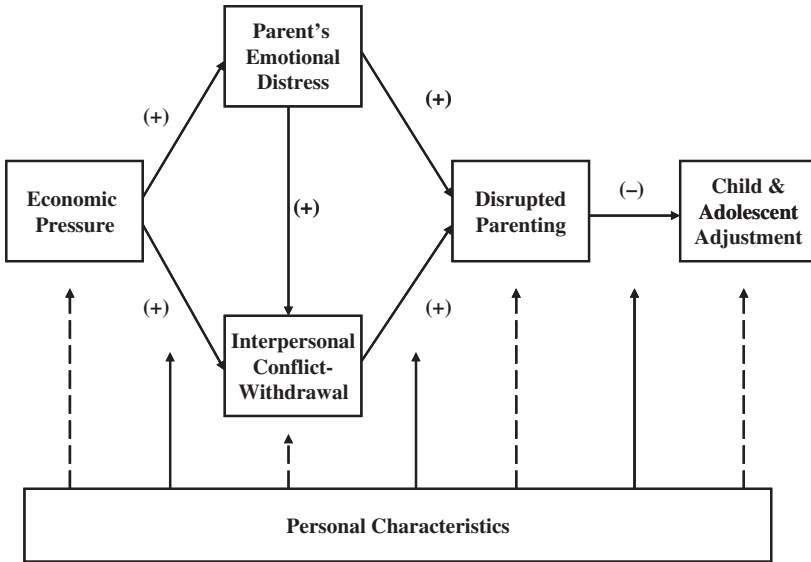 Parent's
Emotional
Distress
(+)
(+)
Economic
Pressure
(+)
Disrupted
Parenting
(–)
Child &
Adolescent
Adjustment
(+)
Interpersonal
Conflict-
Withdrawal
(+)
Personal Characteristics